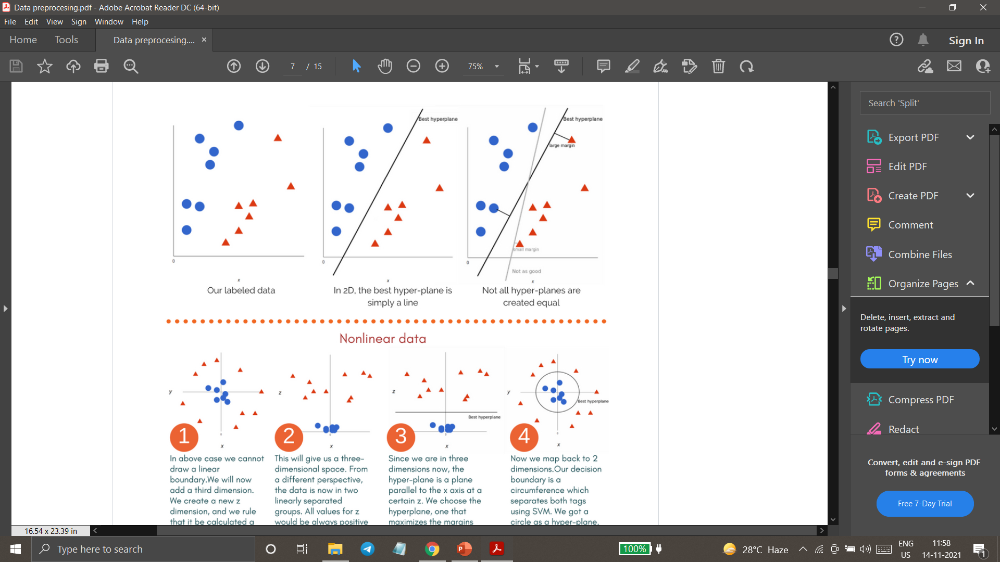 Data preprocesing.pdf - Adobe Acrobat Reader DC (64-bit)
File Edit View Sign Window Help
Home Tools Data preprocesing.... × Sign In
7 / 15 75%
Best hyperplane
0
x
Our labeled data
Best hyperplane
0
x
In 2D, the best hyper-plane is
simply a line
Best hyperplane
large margin
small margin
0
Not as good
x
Not all hyper-planes are
created equal
Nonlinear data
y
0
x
1
In above case we cannot
draw a linear
boundary.We will now
add a third dimension.
We create a new z
dimension, and we rule
that it be calculated a
z
x
2
This will give us a three-
dimensional space. From
a different perspective,
the data is now in two
linearly separated
groups. All values for z
would be always positive
z
Best hyperplane
0
x
3
Since we are in three
dimensions now, the
hyper-plane is a plane
parallel to the x axis at a
certain z. We choose the
hyperplane, one that
maximizes the margins
y
Best hyperplane
0
x
4
Now we map back to 2
dimensions.Our decision
boundary is a
circumference which
separates both tags
using SVM. We got a
circle as a hyper-plane.
16.54 x 23.39 in
Search 'Split'
Export PDF
Edit PDF
Create PDF
Comment
Combine Files
Organize Pages
Delete, insert, extract and
rotate pages.
Try now
Compress PDF
Redact
Convert, edit and e-sign PDF
forms & agreements
Free 7-Day Trial
Type here to search
100%
28°C Haze
ENG
US
11:58
14-11-2021
1